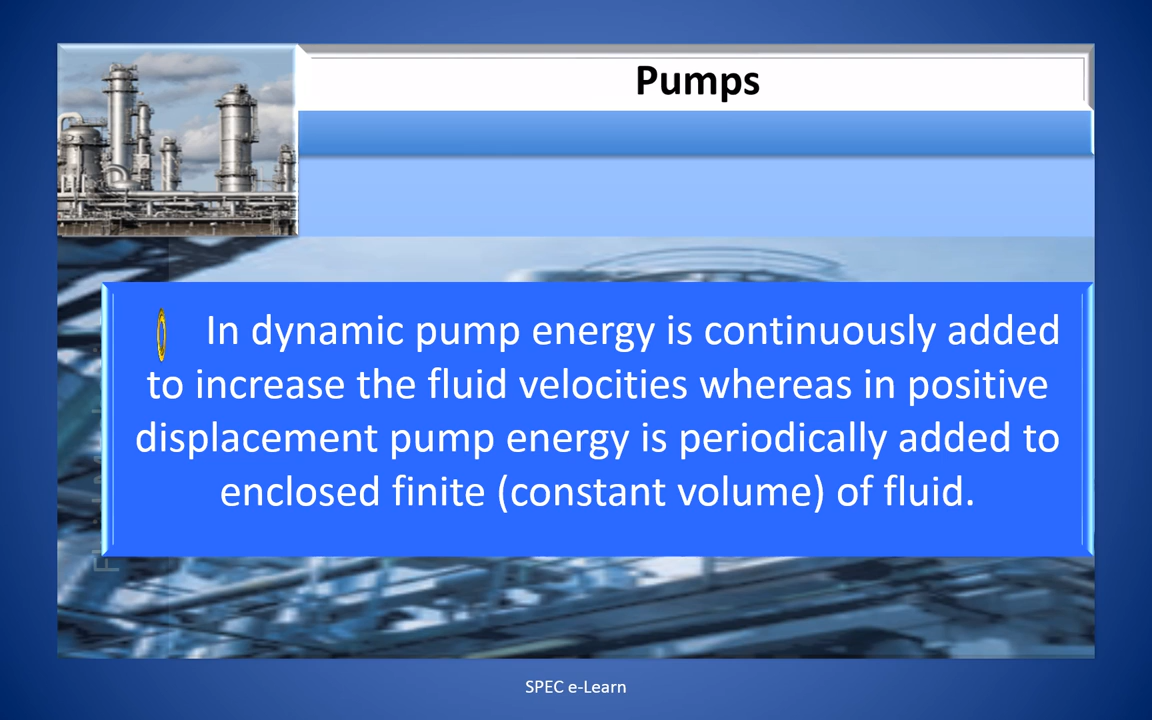 Pumps
In dynamic pump energy is continuously added
to increase the fluid velocities whereas in positive
displacement pump energy is periodically added to
enclosed finite (constant volume) of fluid.
SPEC e-Learn